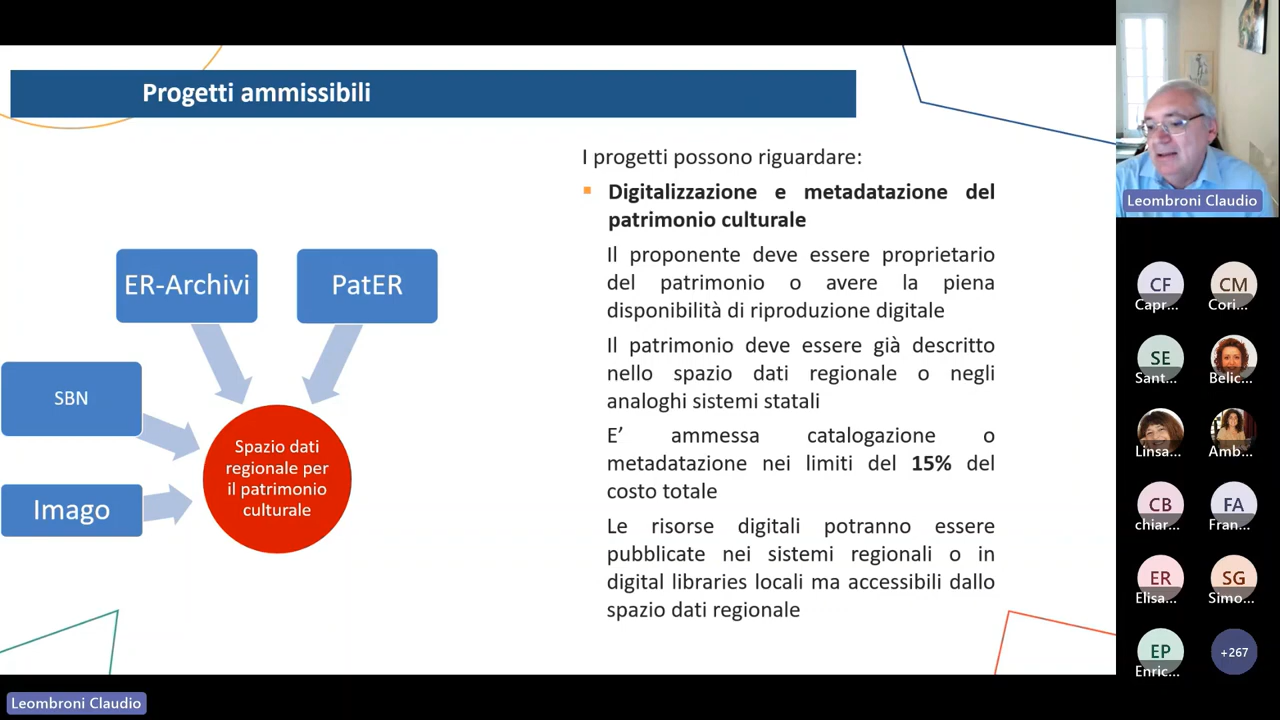 Progetti ammissibili
I progetti possono riguardare:
Digitalizzazione e metadatazione del
patrimonio culturale
Il proponente deve essere proprietario
del patrimonio o avere la piena
disponibilità di riproduzione digitale
Il patrimonio deve essere già descritto
nello spazio dati regionale o negli
analoghi sistemi statali
E’ ammessa catalogazione o
metadatazione nei limiti del 15% del
costo totale
Le risorse digitali potranno essere
pubblicate nei sistemi regionali o in
digital libraries locali ma accessibili dallo
spazio dati regionale
ER-Archivi
PatER
SBN
Imago
Spazio dati
regionale per
il patrimonio
culturale
Leombroni Claudio
CF
Capr...
CM
Cori...
SE
Sant...
Belic...
Linsa...
Amb...
CB
chiar...
FA
Fran...
ER
Elisa...
SG
Simo...
EP
Enric...
+267
Leombroni Claudio